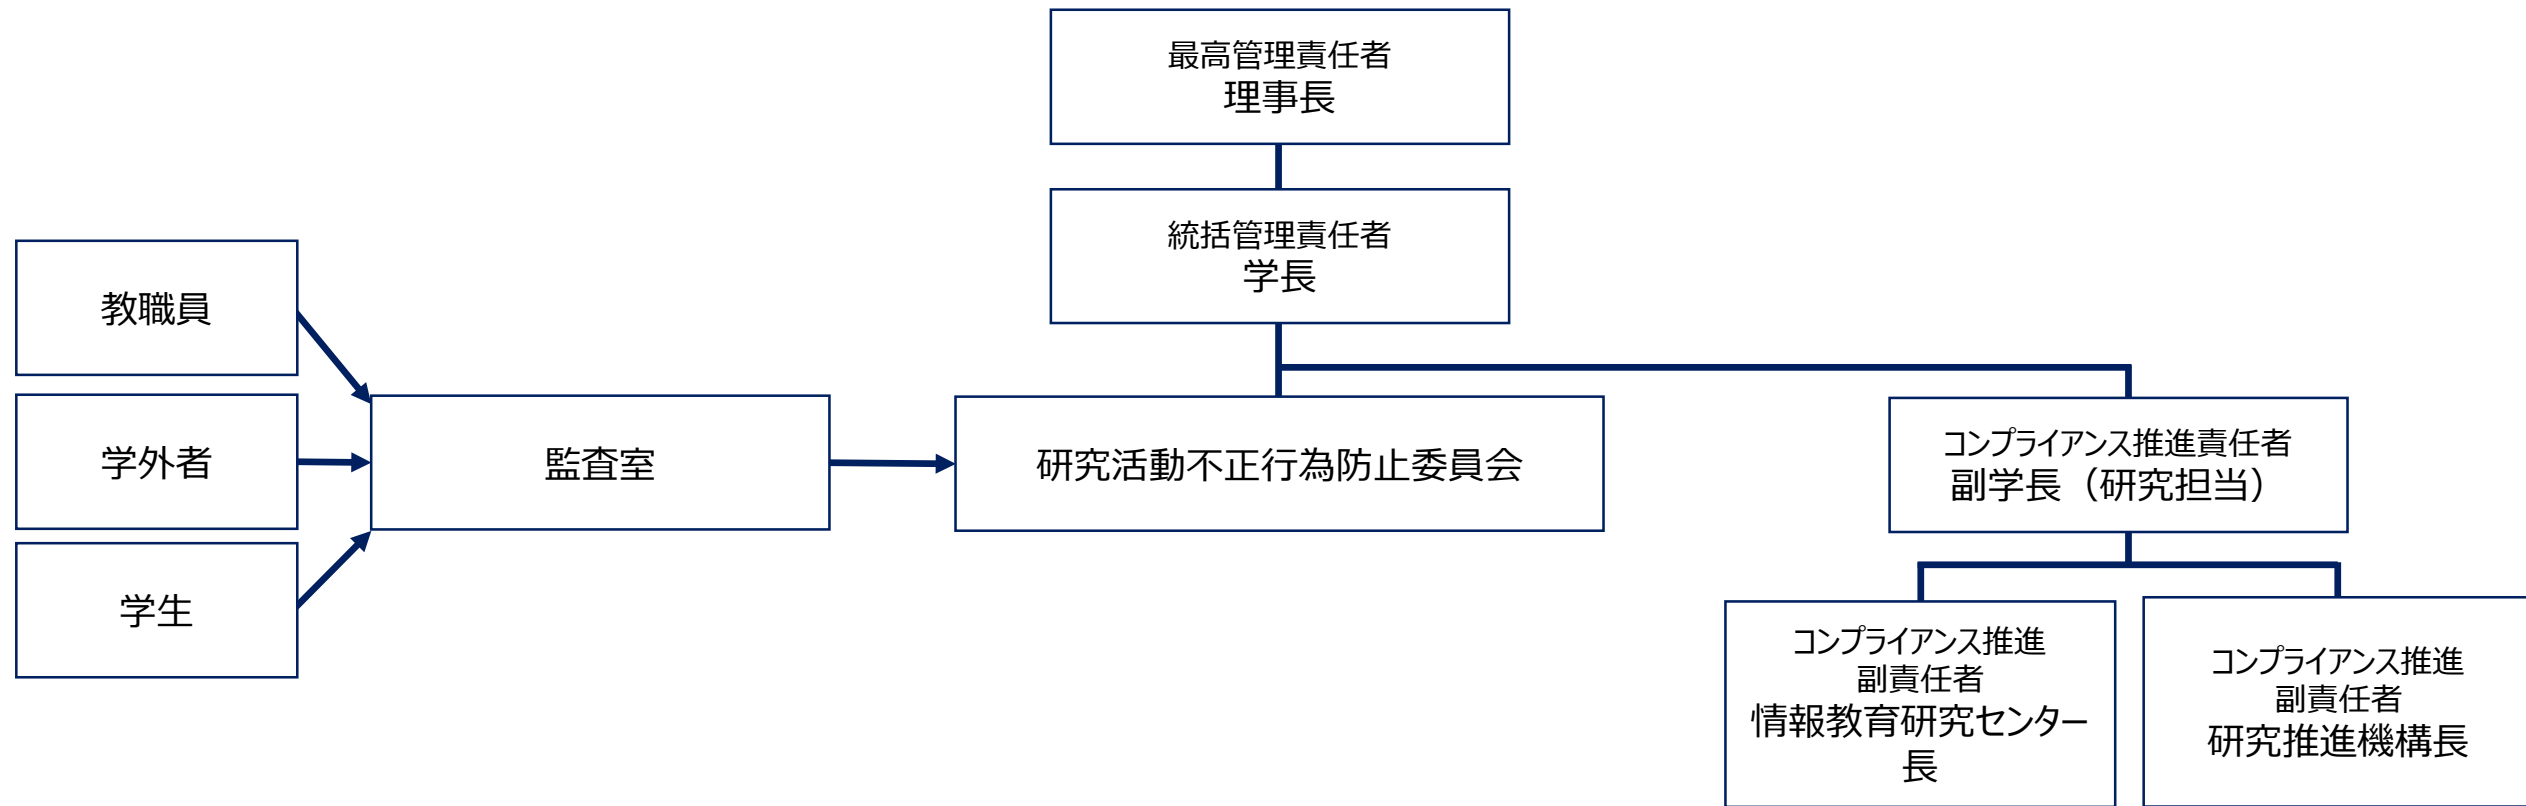 最高管理責任者
理事長
統括管理責任者
学長
教職員
学外者
学生
監査室
研究活動不正行為防止委員会
コンプライアンス推進責任者
副学長（研究担当）
コンプライアンス推進
副責任者
情報教育研究センター
長
コンプライアンス推進
副責任者
研究推進機構長